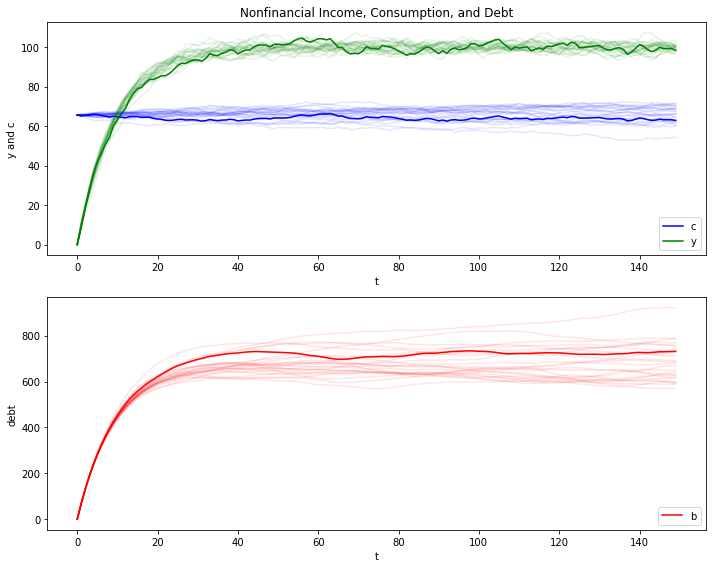 Nonfinancial Income, Consumption, and Debt
100
80
60
40
20
0
y and c
c
y
0 20 40 60 80 100 120 140
t
800
600
400
200
0
debt
b
0 20 40 60 80 100 120 140
t